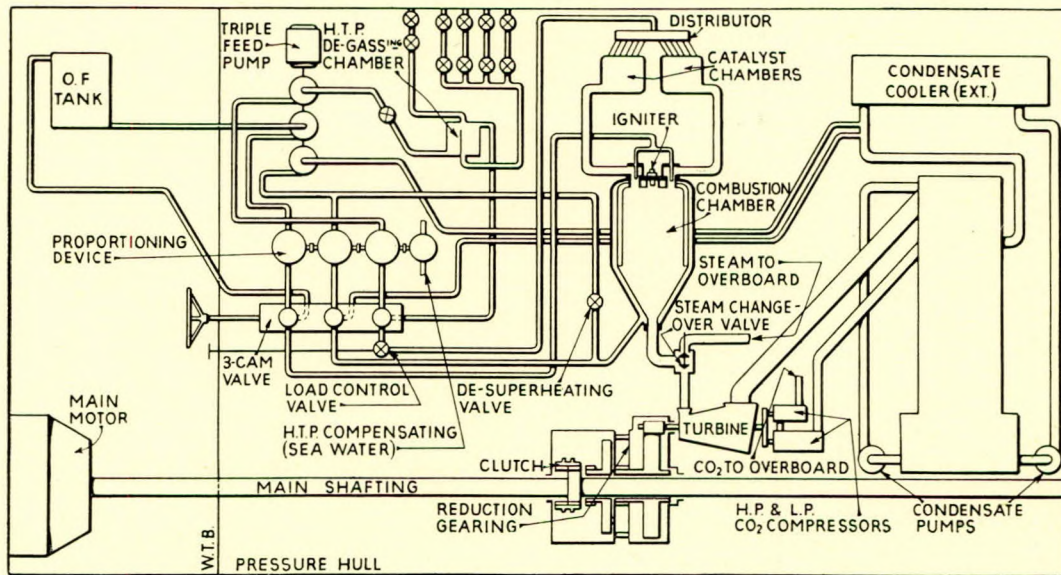 TRIPLE
FEED
PUMP
H.T.P.
DE-GASSING
CHAMBER
DISTRIBUTOR
CATALYST
CHAMBERS
O.F
TANK
CONDENSATE
COOLER (EXT.)
IGNITER
COMBUSTION
CHAMBER
PROPORTIONING
DEVICE
STEAM TO
OVERBOARD
STEAM CHANGE-
OVER VALVE
3-CAM
VALVE
LOAD CONTROL
VALVE
DE-SUPERHEATING
VALVE
MAIN
MOTOR
H.T.P. COMPENSATING
(SEA WATER)
TURBINE
CLUTCH
CO2 TO OVERBOARD
MAIN SHAFTING
REDUCTION
GEARING
H.P. & L.P.
CO2 COMPRESSORS
CONDENSATE
PUMPS
W.T.B.
PRESSURE HULL